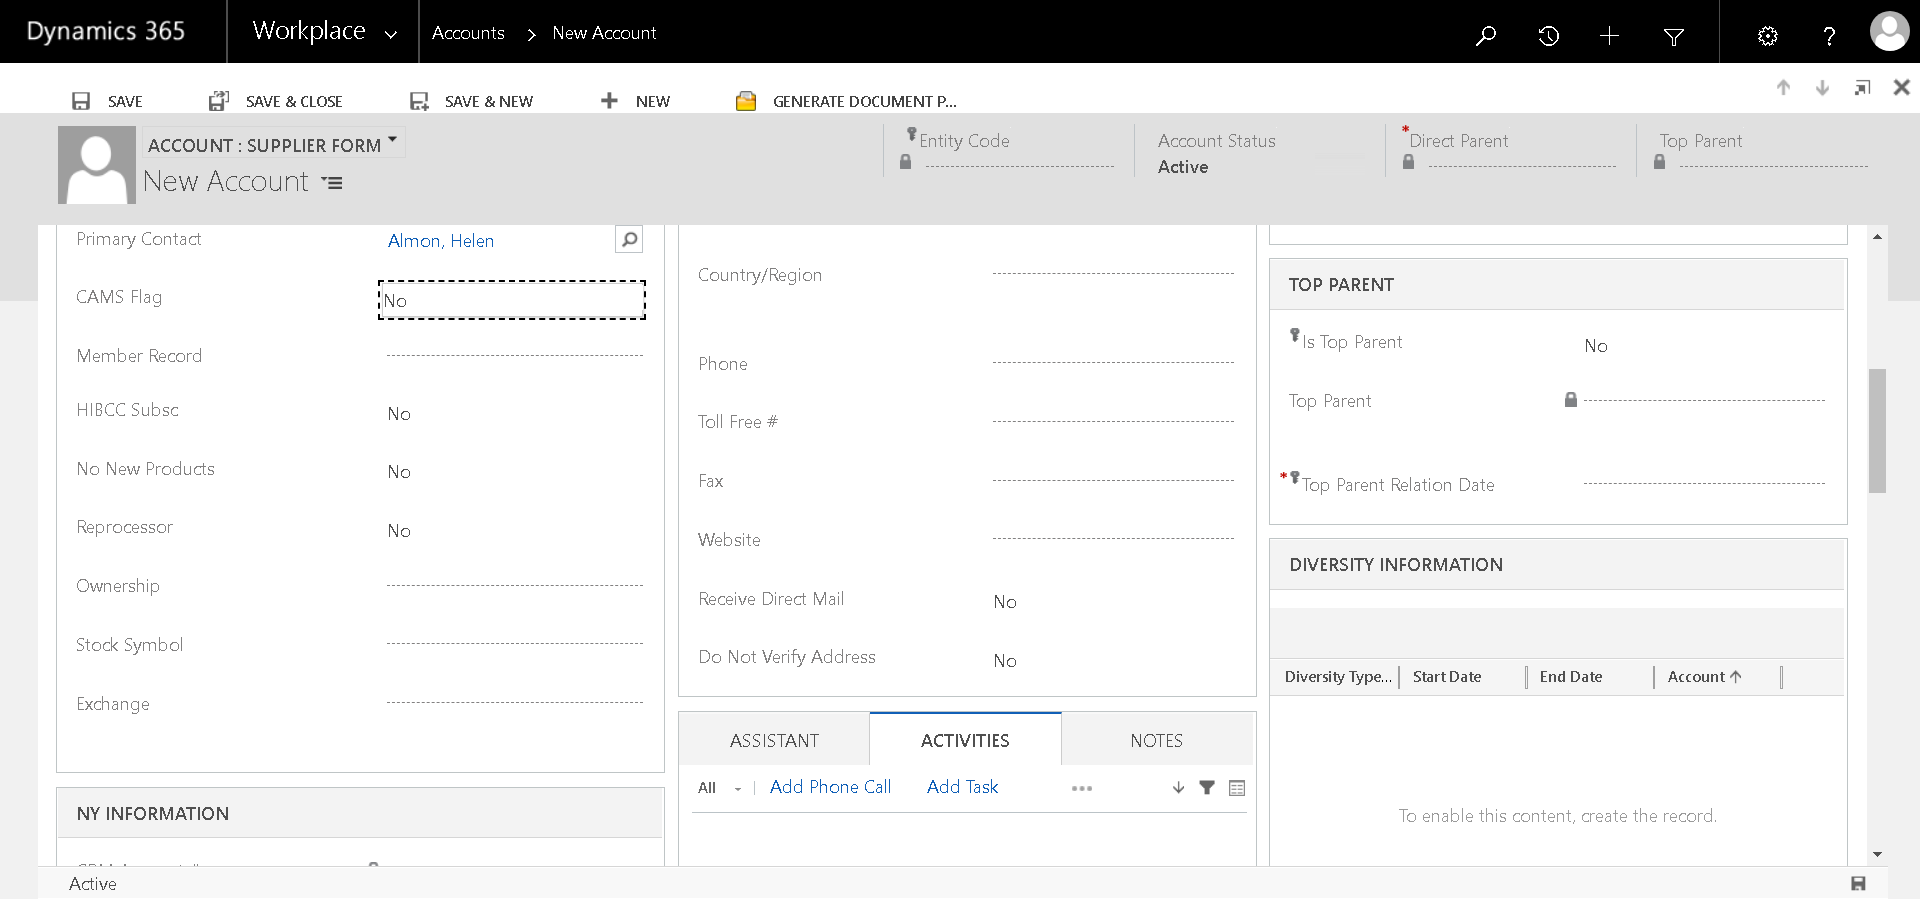 Dynamics 365
Workplace
Accounts > New Account
SAVE
SAVE & CLOSE
SAVE & NEW
NEW
GENERATE DOCUMENT P...
ACCOUNT : SUPPLIER FORM
New Account
Entity Code
Account Status
Active
*Direct Parent
Top Parent
Primary Contact
Almon, Helen
CAMS Flag
No
Member Record
HIBCC Subsc
No
No New Products
No
Reprocessor
No
Ownership
Stock Symbol
Exchange
NY INFORMATION
Country/Region
Phone
Toll Free #
Fax
Website
Receive Direct Mail
No
Do Not Verify Address
No
ASSISTANT
ACTIVITIES
NOTES
All
Add Phone Call
Add Task
TOP PARENT
Is Top Parent
No
Top Parent
*Top Parent Relation Date
DIVERSITY INFORMATION
Diversity Type...
Start Date
End Date
Account
To enable this content, create the record.
Active